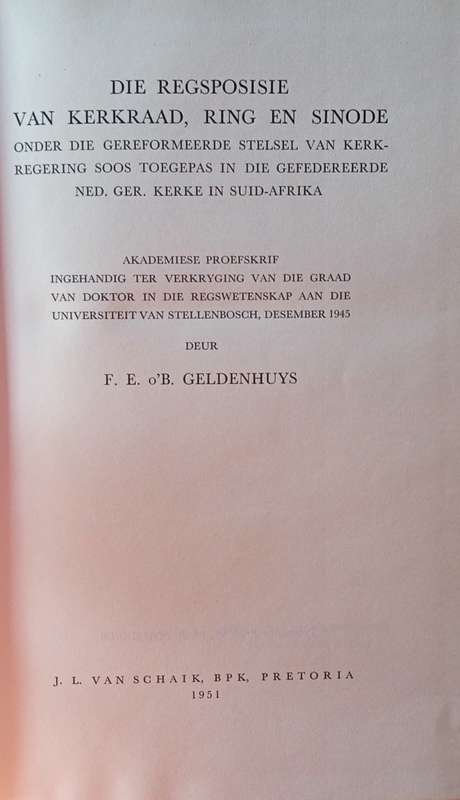 DIE REGSPOSISIE
VAN KERKRAAD, RING EN SINODE
ONDER DIE GEREFORMEERDE STELSEL VAN KERK-
REGERING SOOS TOEGEPAS IN DIE GEFEDEREERDE
NED. GER. KERKE IN SUID-AFRIKA
AKADEMIESE PROEFSKRIF
INGEHANDIG TER VERKRYGING VAN DIE GRAAD
VAN DOKTOR IN DIE REGSWETENSKAP AAN DIE
UNIVERSITEIT VAN STELLENBOSCH, DESEMBER 1945
DEUR
F. E. O'B. GELDENHUYS
J. L. VAN SCHAIK, BPK, PRETORIA
1951